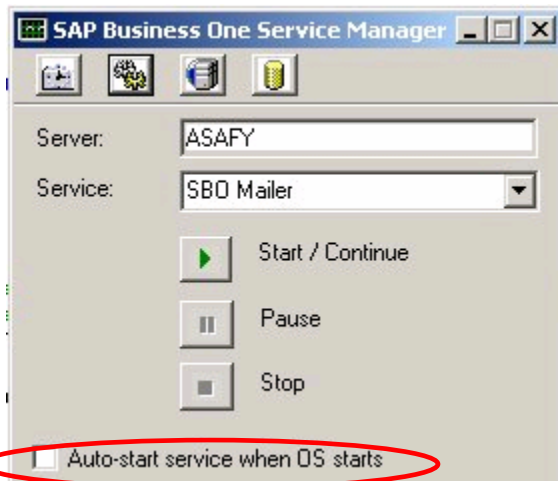 SAP Business One Service Manager
Server: ASAFY
Service: SBO Mailer
Start / Continue
Pause
Stop
Auto-start service when OS starts